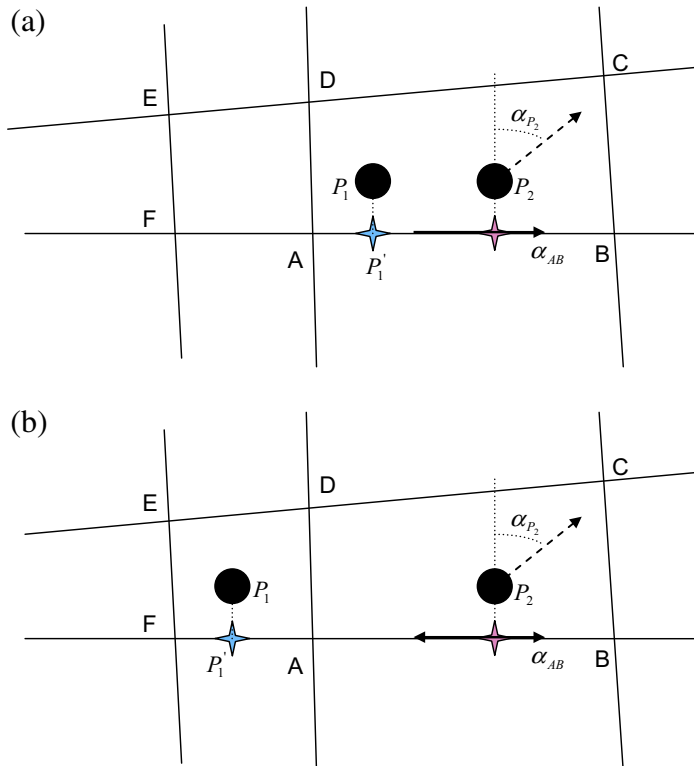 (a)
C
D
E
α_{P_2}
P_1
P_2
F
A
P_1'
α_{AB}
B
(b)
C
D
E
α_{P_2}
P_1
P_2
F
A
P_1'
α_{AB}
B